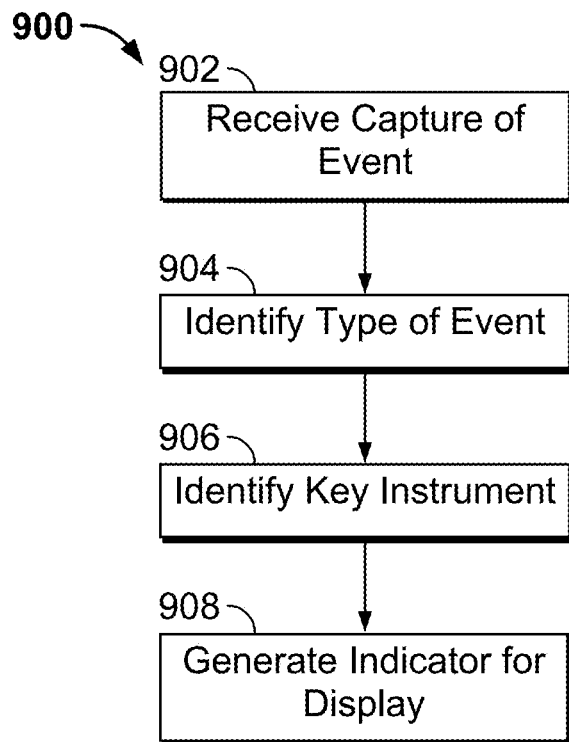 900
902
Receive Capture of
Event
904
Identify Type of Event
906
Identify Key Instrument
908
Generate Indicator for
Display